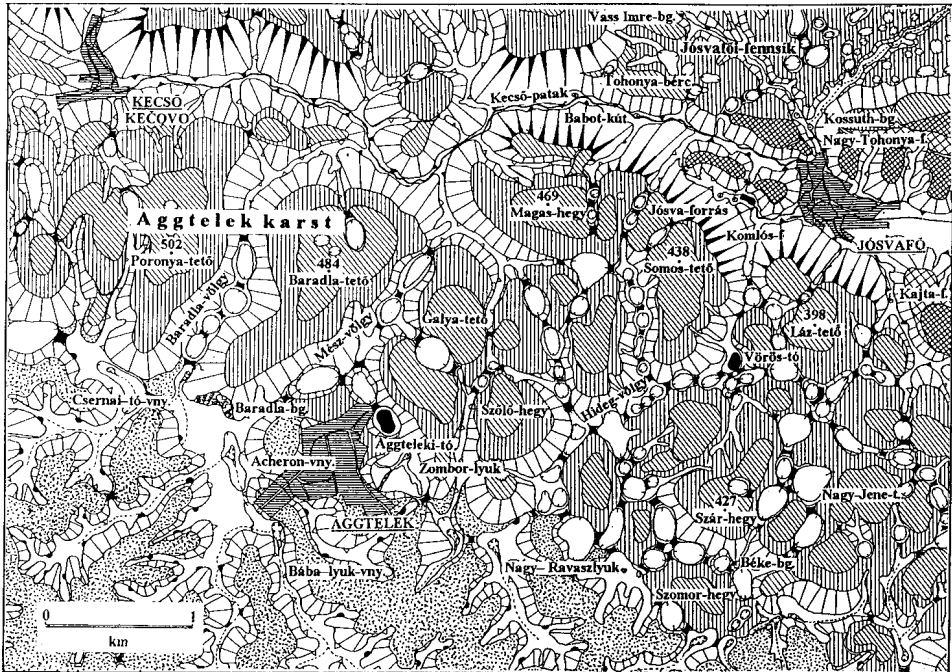 Vass Imre-bg.
Jósvafői-fennsík
Tohonya-bérc
Kecső-patak
KECSŐ
KEČOVO
Babot-kút
Kossuth-bg.
Nagy-Tohonya-f.
469
Magas-hegy
Aggtelek karst
Jósva-forrás
502
Poronya-tető
Komlós-f
JÓSVAFŐ
438
Somos-tető
484
Baradla-tető
Kajta-f.
Baradla-völgy
Mész-völgy
Galya-tető
398
Láz-tető
Vörös-tó
Csernai-tó-vny.
Hideg-völgy
Baradla-bg.
Szőlő-hegy
Aggteleki-tó
Acheron-vny.
Zombor-lyuk
427
Szár-hegy
Nagy-Jene-t.
AGGTELEK
Béke-bg.
Bába-lyuk-vny.
Nagy-Ravaszlyuk
Szomor-hegy
0 1
km